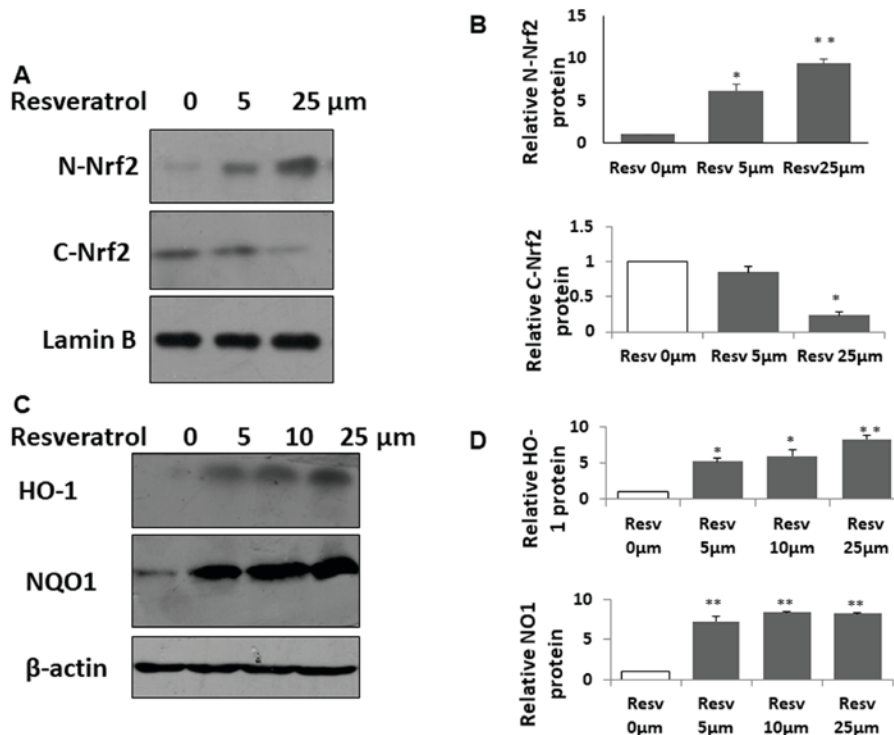 A
Resveratrol 0 5 25 μm
N-Nrf2
C-Nrf2
Lamin B
B
Relative N-Nrf2
protein
15
10
5
0
* 
* *
Resv 0μm Resv 5μm Resv25μm
Relative C-Nrf2
protein
1.5
1
0.5
0
*
Resv 0μm Resv 5μm Resv 25μm
C
Resveratrol 0 5 10 25 μm
HO-1
NQO1
β-actin
D
Relative HO-
1 protein
10
5
0
* * * *
Resv Resv Resv Resv
0μm 5μm 10μm 25μm
Relative NO1
protein
10
5
0
** ** **
Resv Resv Resv Resv
0μm 5μm 10μm 25μm